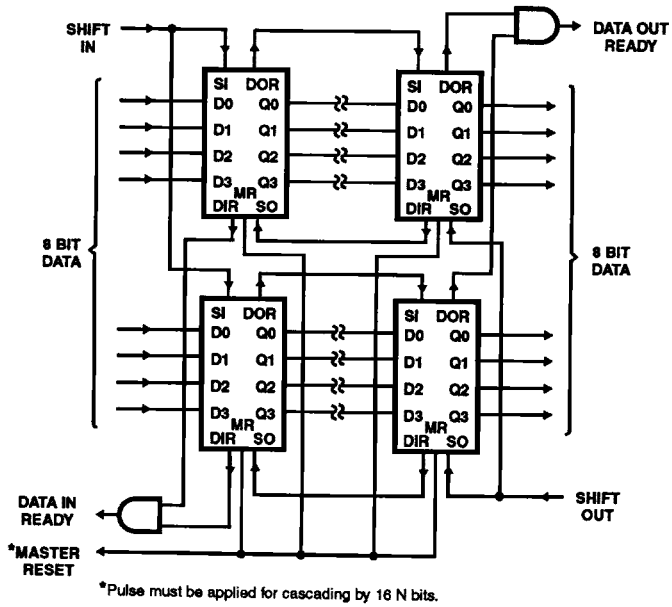 SHIFT IN
DATA OUT READY
SI DOR
D0 Q0
D1 Q1
D2 Q2
D3 Q3
MR
DIR SO
SI DOR
D0 Q0
D1 Q1
D2 Q2
D3 Q3
MR
DIR SO
8 BIT DATA
8 BIT DATA
SI DOR
D0 Q0
D1 Q1
D2 Q2
D3 Q3
MR
DIR SO
SI DOR
D0 Q0
D1 Q1
D2 Q2
D3 Q3
MR
DIR SO
DATA IN READY
SHIFT OUT
*MASTER RESET
*Pulse must be applied for cascading by 16 N bits.